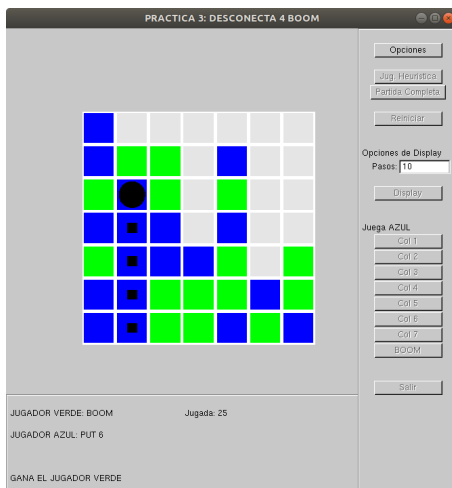 PRACTICA 3: DESCONECTA 4 BOOM
Opciones
Jug. Heuristica
Partida Completa
Reiniciar
Opciones de Display
Pasos: 10
Display
Juega AZUL
Col 1
Col 2
Col 3
Col 4
Col 5
Col 6
Col 7
BOOM
Salir
JUGADOR VERDE: BOOM Jugada: 25
JUGADOR AZUL: PUT 6
GANA EL JUGADOR VERDE